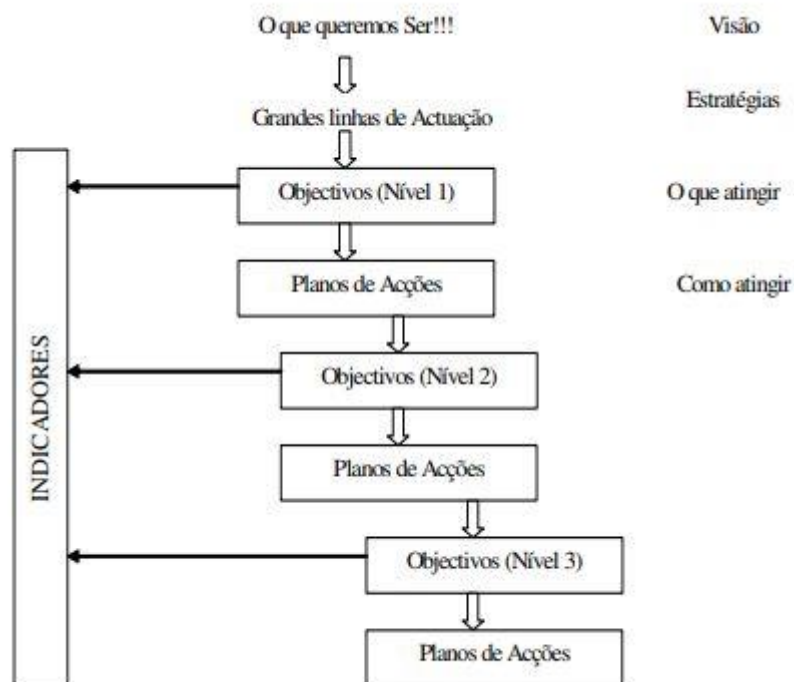 O que queremos Ser!!! Visão
Estratégias
Grandes linhas de Actuação
Objectivos (Nível 1) O que atingir
Planos de Acções Como atingir
Objectivos (Nível 2)
INDICADORES
Planos de Acções
Objectivos (Nível 3)
Planos de Acções